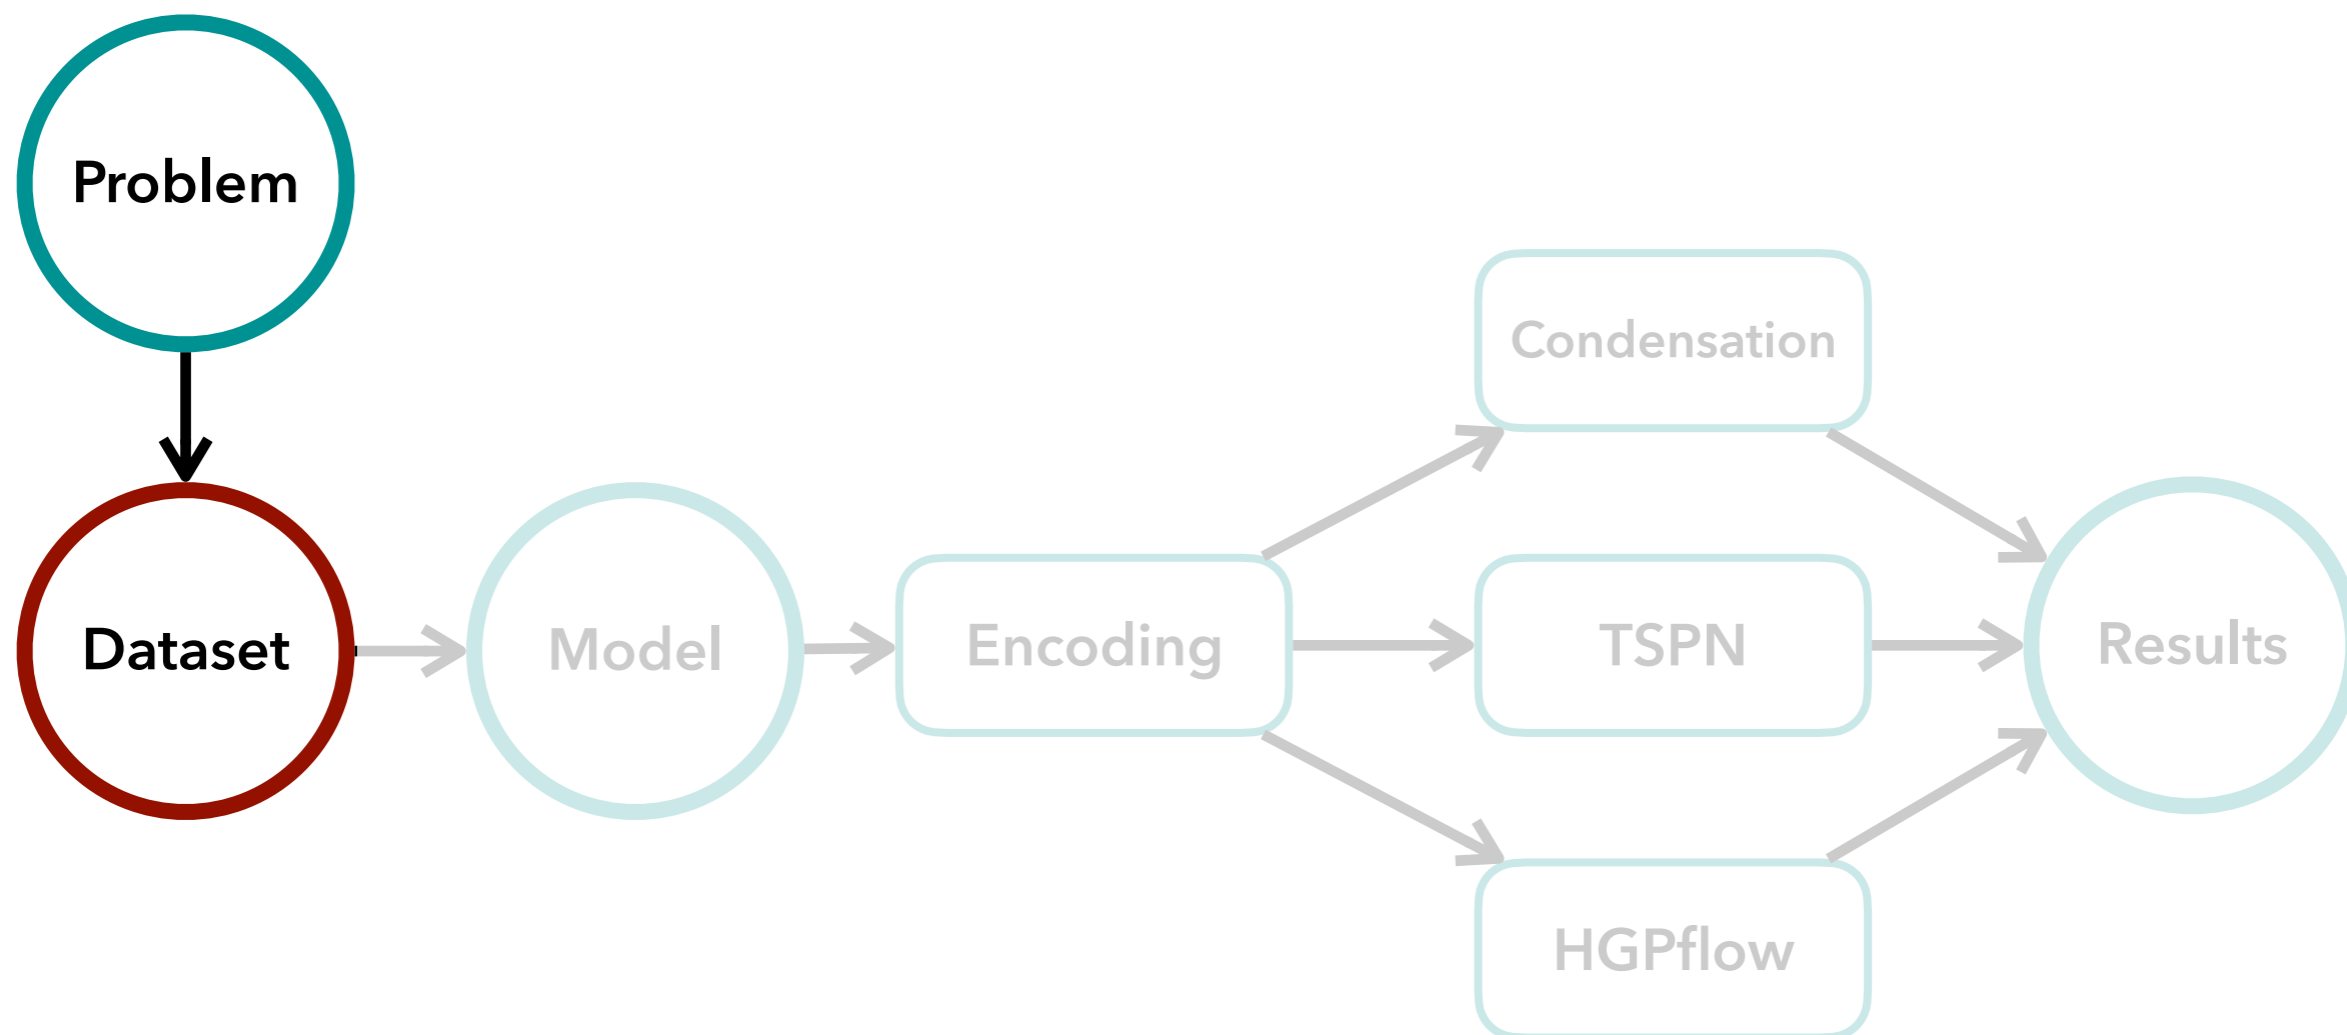 Problem
Dataset
Model
Encoding
Condensation
TSPN
HGPflow
Results